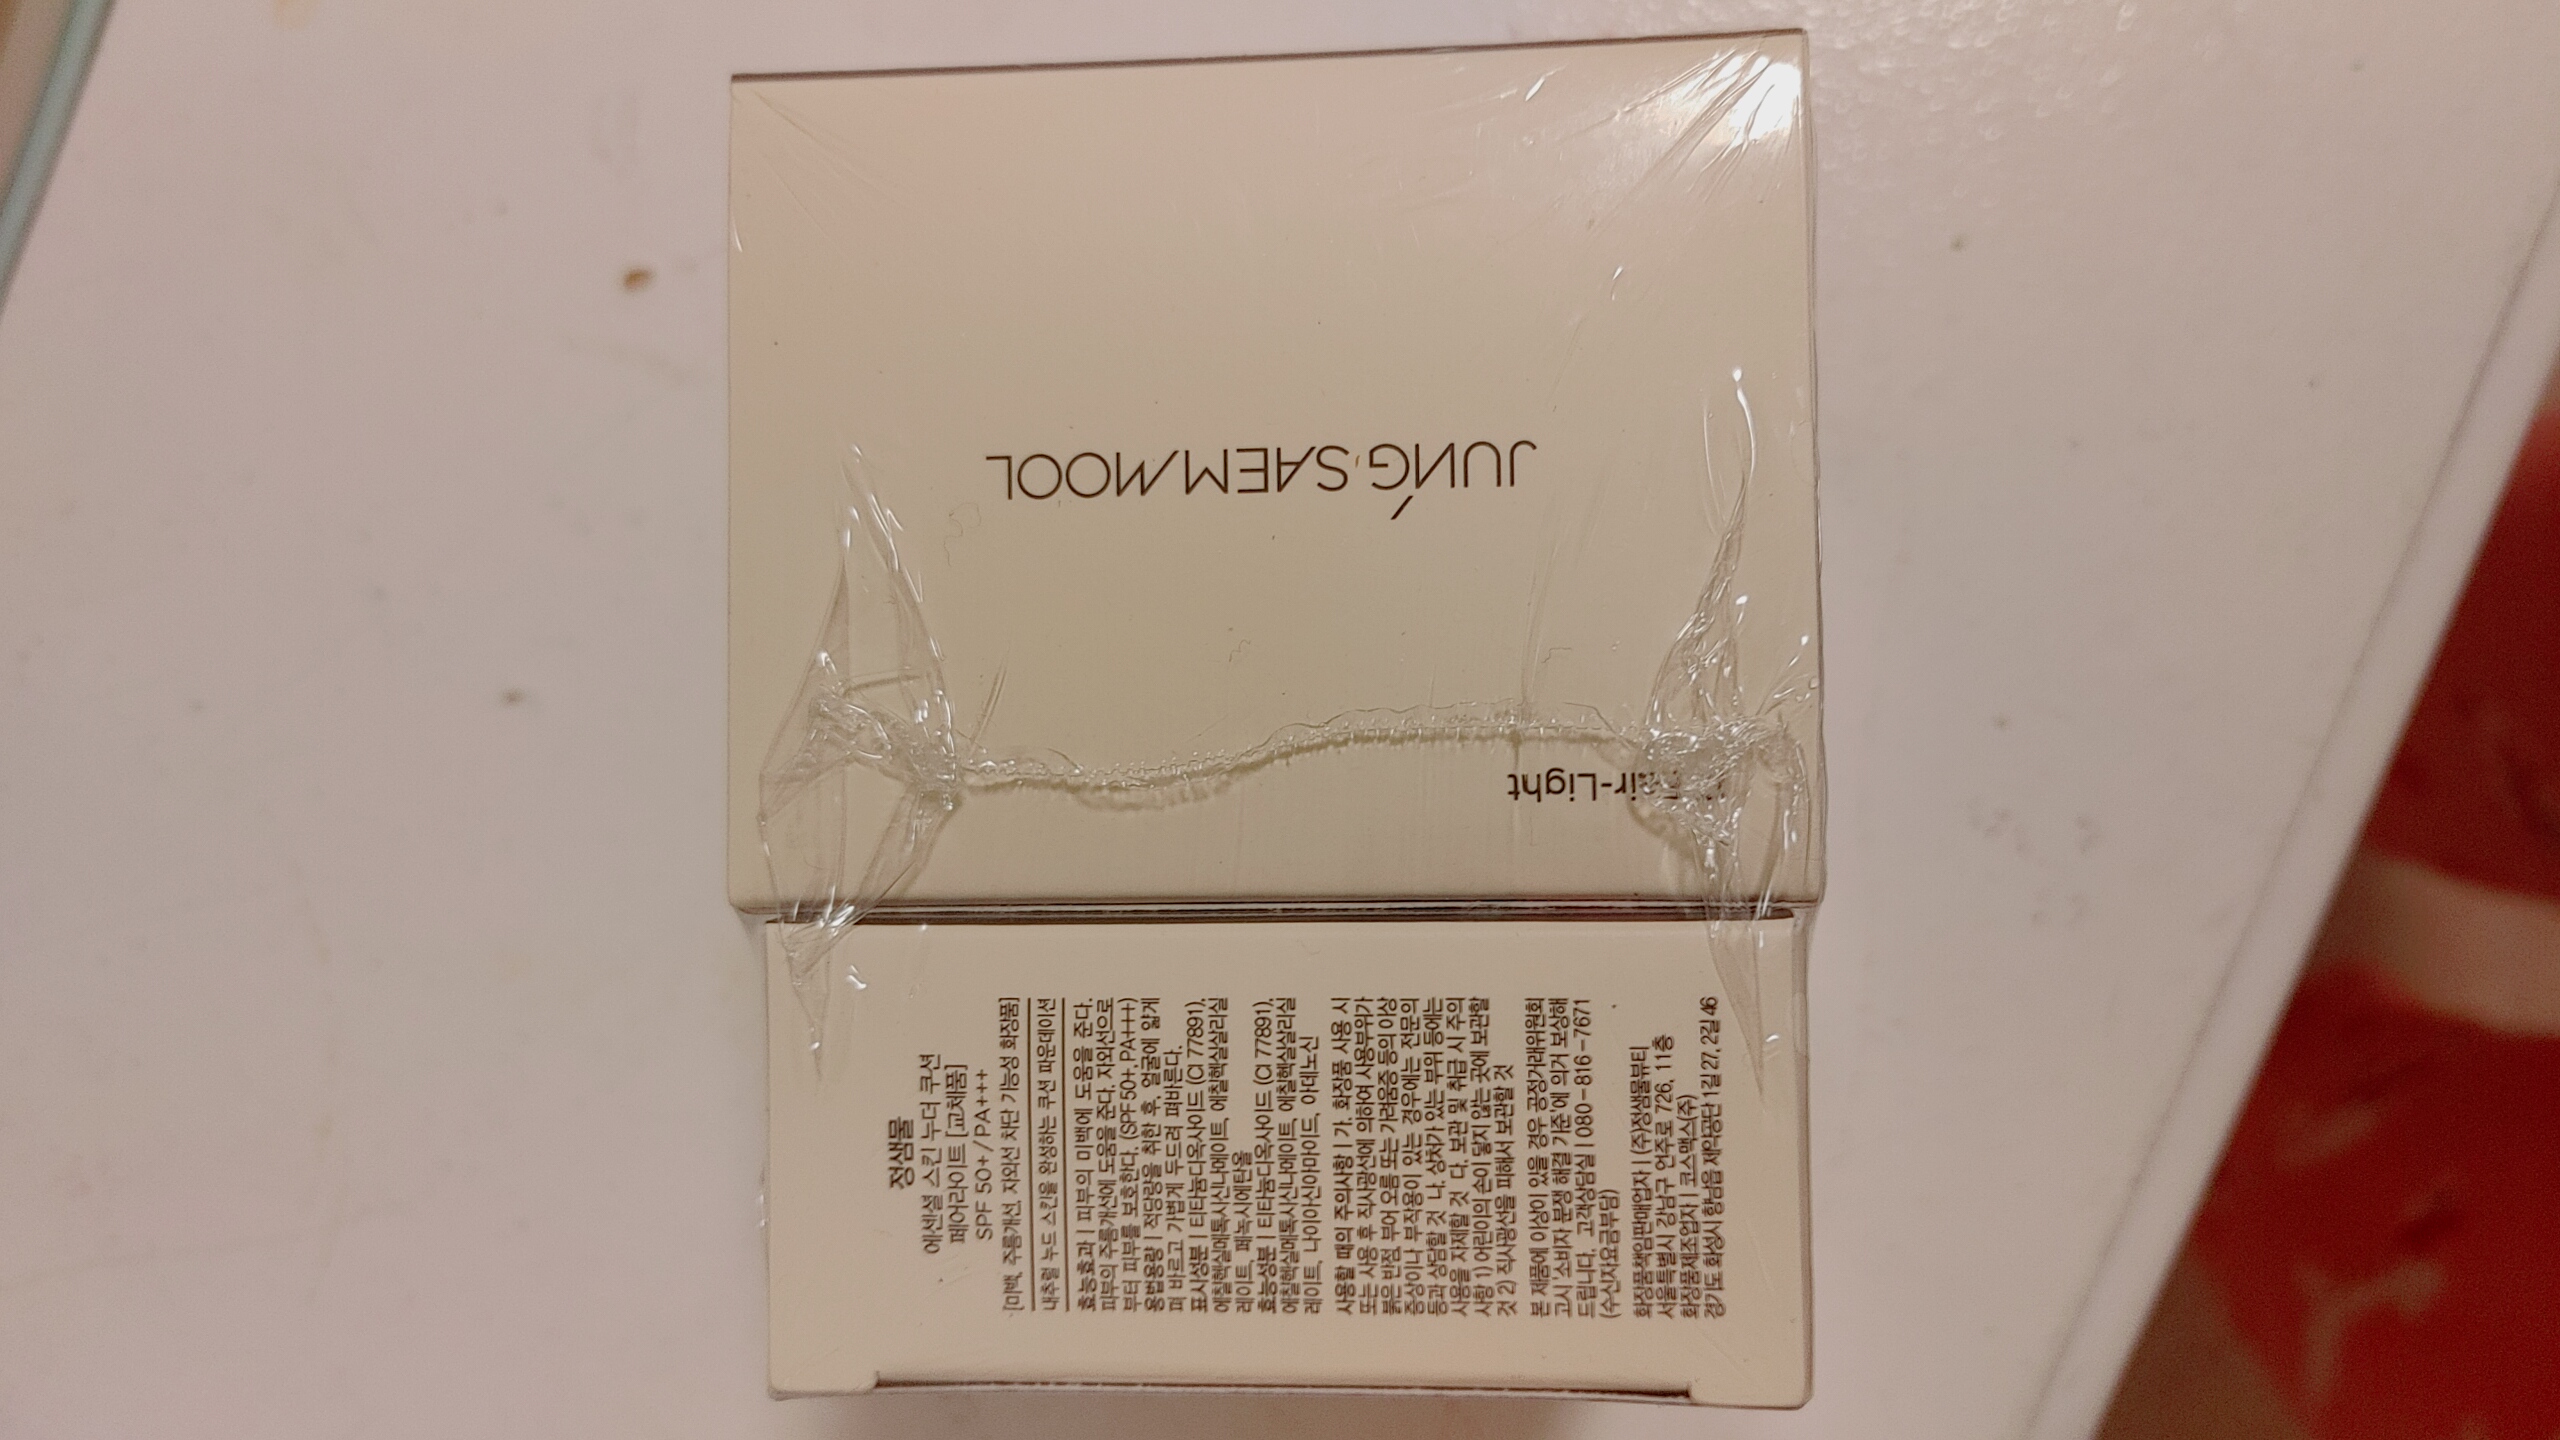 JUNG SAEM MOOL
Fair-Light
정샘물
에센셜 스킨 누더 쿠션
페어라이트 [교체품]
SPF 50+/PA+++
[미백, 주름개선, 자외선 차단 기능성 화장품]
내추럴 누드 스킨을 완성하는 쿠션 파운데이션
효능효과 | 피부의 미백에 도움을 준다.
피부의 주름개선에 도움을 준다. 자외선으로
부터 피부를 보호한다. (SPF 50+, PA+++)
용법용량 | 적당량을 취한 후, 얼굴에 얇게
펴 바르고 가볍게 두드려 펴바른다.
표시성분 | 티타늄디옥사이드 (CI 77891),
에칠헥실메톡시신나메이트, 에칠헥실살리실
레이트, 페녹시에탄올
효능성분 | 티타늄디옥사이드 (CI 77891),
에칠헥실메톡시신나메이트, 에칠헥실살리실
레이트, 나이아신아마이드, 아데노신
사용할 때의 주의사항 | 가. 화장품 사용 시
또는 사용 후 직사광선에 의하여 사용부위가
붉은 반점, 부어 오름 또는 가려움증 등의 이상
증상이나 부작용이 있는 경우에는 전문의
등과 상담할 것 나. 상처가 있는 부위 등에는
사용을 자제할 것 다. 보관 및 취급 시 주의
사항 1) 어린이의 손이 닿지 않는 곳에 보관할
것 2) 직사광선을 피해서 보관할 것
본 제품에 이상이 있을 경우 공정거래위원회
고시 '소비자 분쟁 해결 기준'에 의거 보상해
드립니다. 고객상담실 | 080-816-7671
(수신자요금부담)
화장품책임판매업자 | (주)정샘물뷰티
서울특별시 강남구 언주로 726, 11층
화장품제조업자 | 코스맥스(주)
경기도 화성시 향남읍 제약공단 1길 27, 2길 46